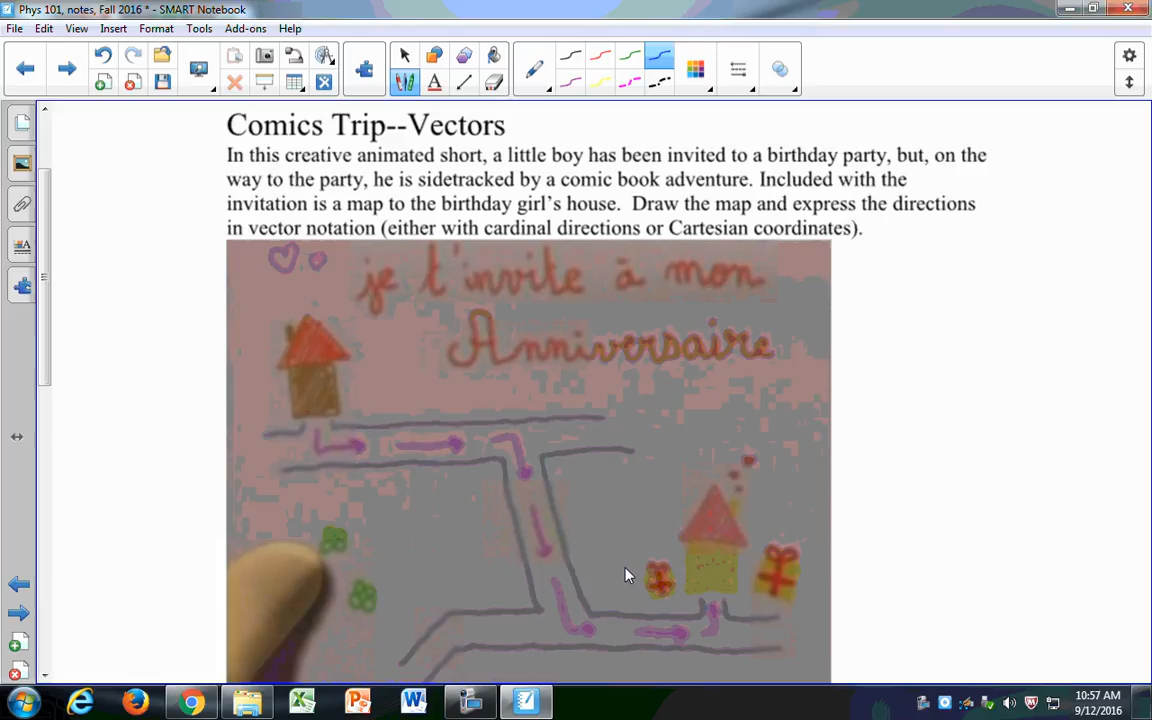 Phys 101, notes, Fall 2016 * - SMART Notebook
File Edit View Insert Format Tools Add-ons Help
Comics Trip--Vectors
In this creative animated short, a little boy has been invited to a birthday party, but, on the
way to the party, he is sidetracked by a comic book adventure. Included with the
invitation is a map to the birthday girl's house. Draw the map and express the directions
in vector notation (either with cardinal directions or Cartesian coordinates).
je t'invite à mon
Anniversaire
10:57 AM
9/12/2016